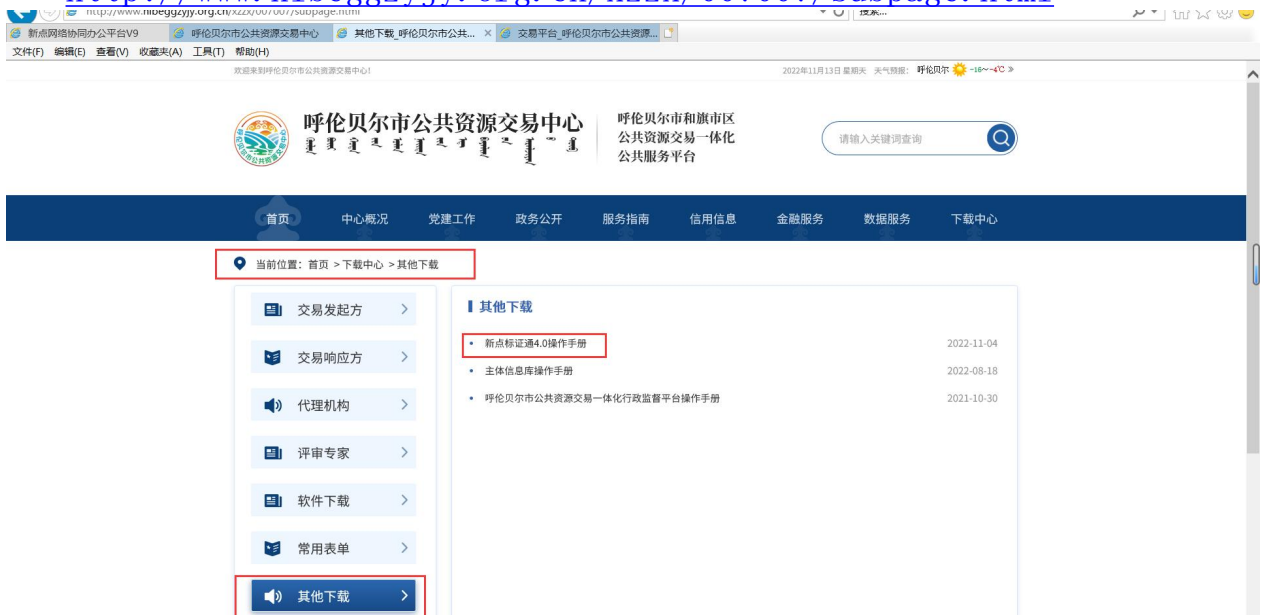 http://www.hlbeggzyjy.org.cn/xzzx/007007/subpage.html
http://www.hlbeggzyjy.org.cn/xzzx/007007/subpage.html
搜索...
新点网络协同办公平台V9
呼伦贝尔市公共资源交易中心
其他下载_呼伦贝尔市公共...
交易平台_呼伦贝尔市公共资源...
文件(F) 编辑(E) 查看(V) 收藏夹(A) 工具(T) 帮助(H)
欢迎来到呼伦贝尔市公共资源交易中心!
2022年11月13日 星期天 天气预报: 呼伦贝尔 -16～-4℃
呼伦贝尔市公共资源交易中心
呼伦贝尔市和旗市区
公共资源交易一体化
公共服务平台
请输入关键词查询
首页 中心概况 党建工作 政务公开 服务指南 信用信息 金融服务 数据服务 下载中心
当前位置: 首页 > 下载中心 > 其他下载
交易发起方
交易响应方
代理机构
评审专家
软件下载
常用表单
其他下载
其他下载
新点标证通4.0操作手册 2022-11-04
主体信息库操作手册 2022-08-18
呼伦贝尔市公共资源交易一体化行政监督平台操作手册 2021-10-30